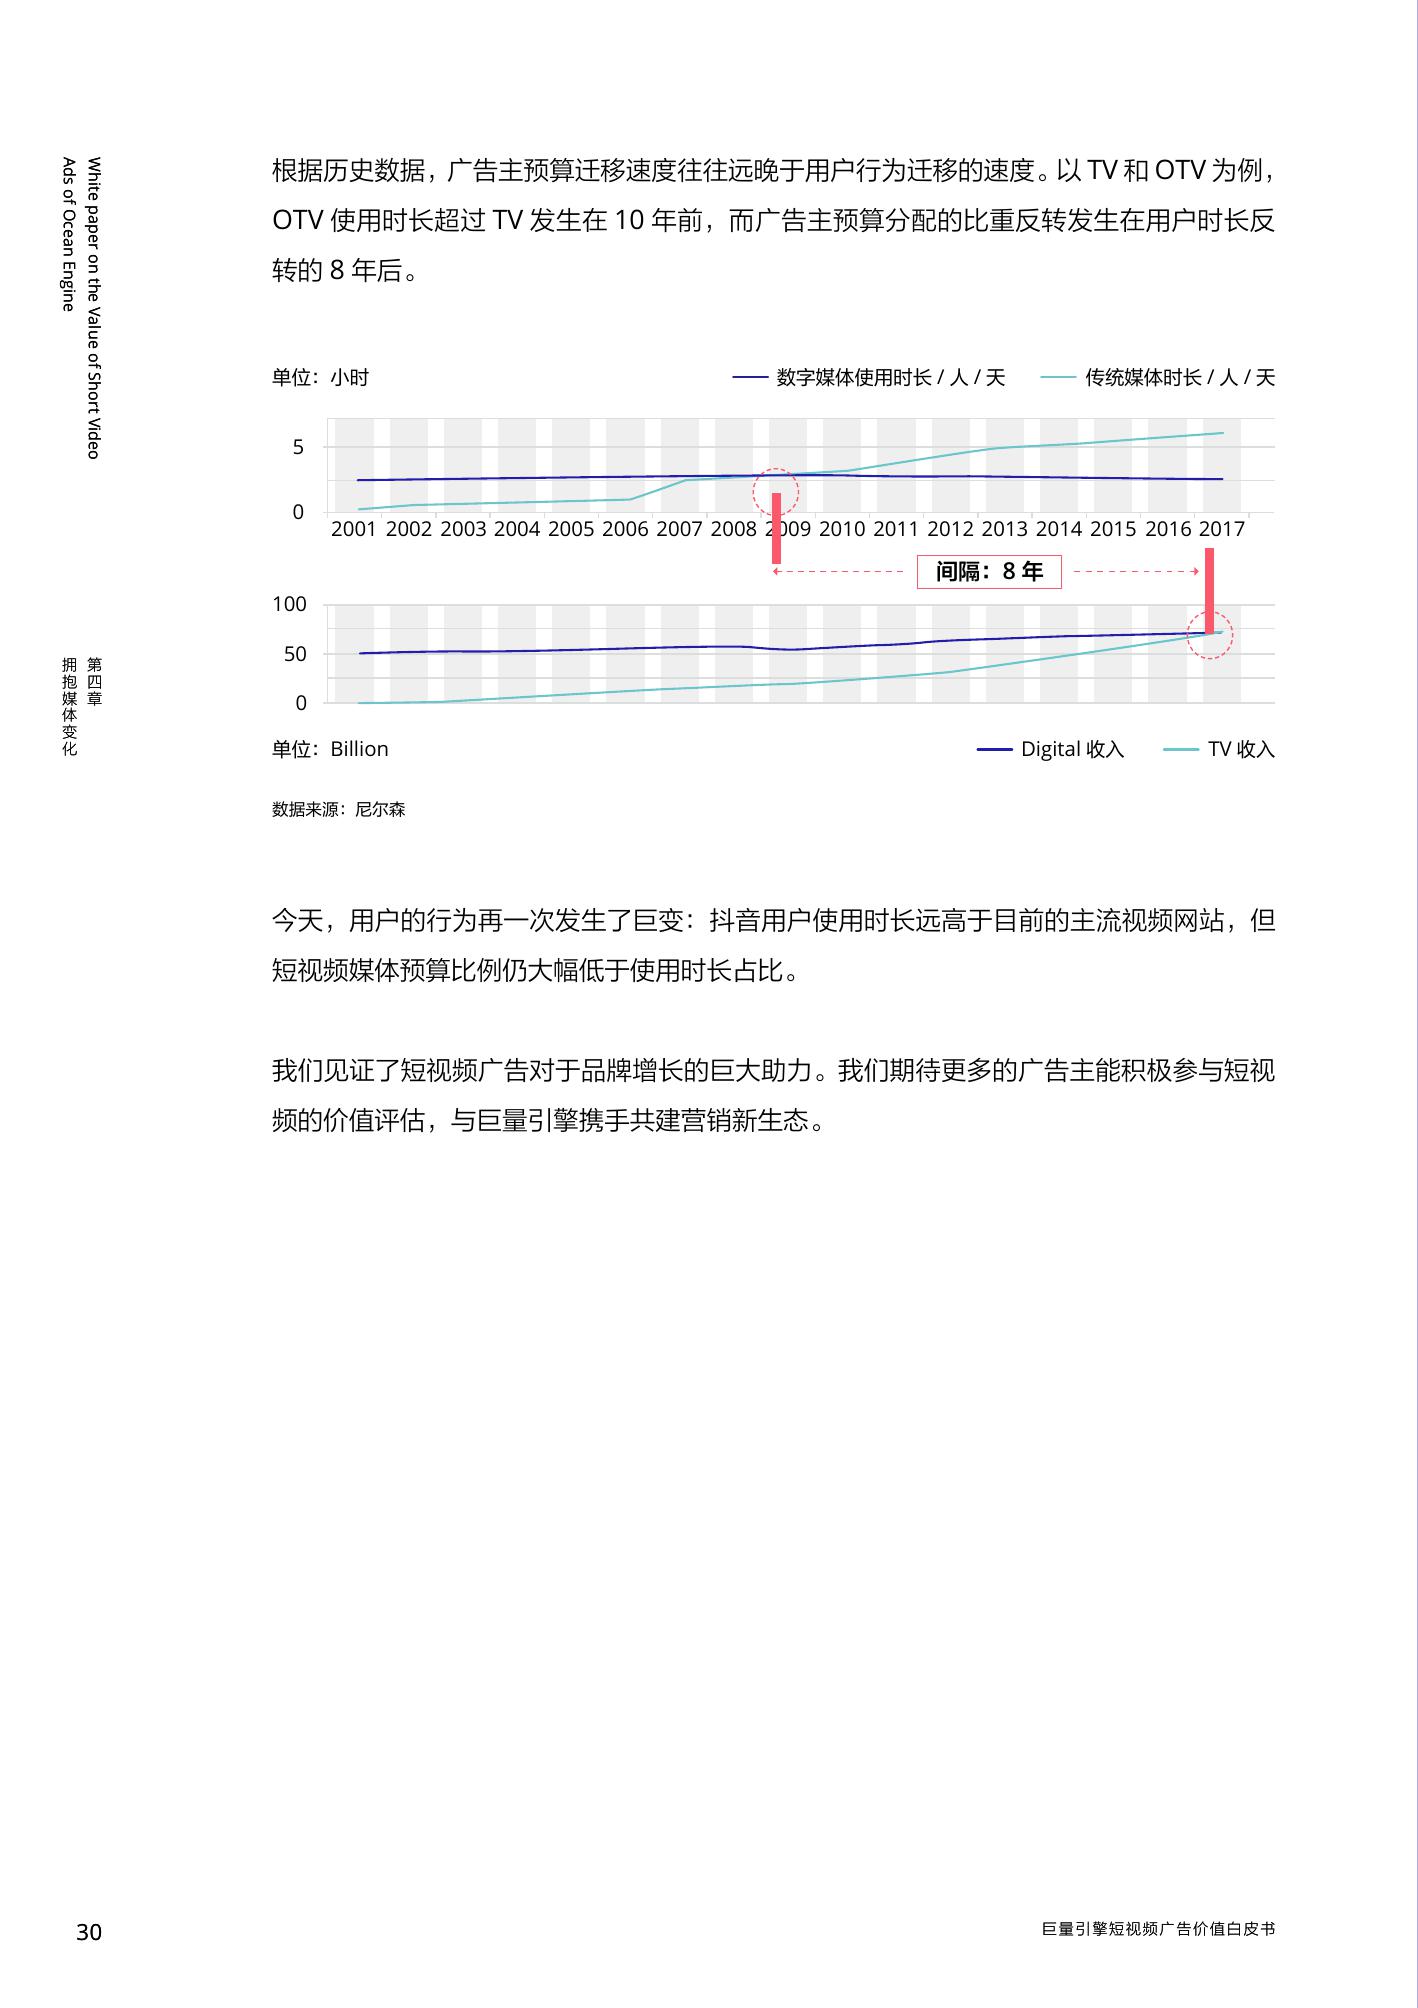 White paper on the Value of Short Video
Ads of Ocean Engine
第四章
拥抱媒体变化
根据历史数据，广告主预算迁移速度往往远晚于用户行为迁移的速度。以 TV 和 OTV 为例，
OTV 使用时长超过 TV 发生在 10 年前，而广告主预算分配的比重反转发生在用户时长反
转的 8 年后。
单位：小时
数字媒体使用时长 / 人 / 天
传统媒体时长 / 人 / 天
5
0
2001 2002 2003 2004 2005 2006 2007 2008 2009 2010 2011 2012 2013 2014 2015 2016 2017
间隔：8 年
100
50
0
单位：Billion
Digital 收入
TV 收入
数据来源：尼尔森
今天，用户的行为再一次发生了巨变：抖音用户使用时长远高于目前的主流视频网站，但
短视频媒体预算比例仍大幅低于使用时长占比。
我们见证了短视频广告对于品牌增长的巨大助力。我们期待更多的广告主能积极参与短视
频的价值评估，与巨量引擎携手共建营销新生态。
30
巨量引擎短视频广告价值白皮书